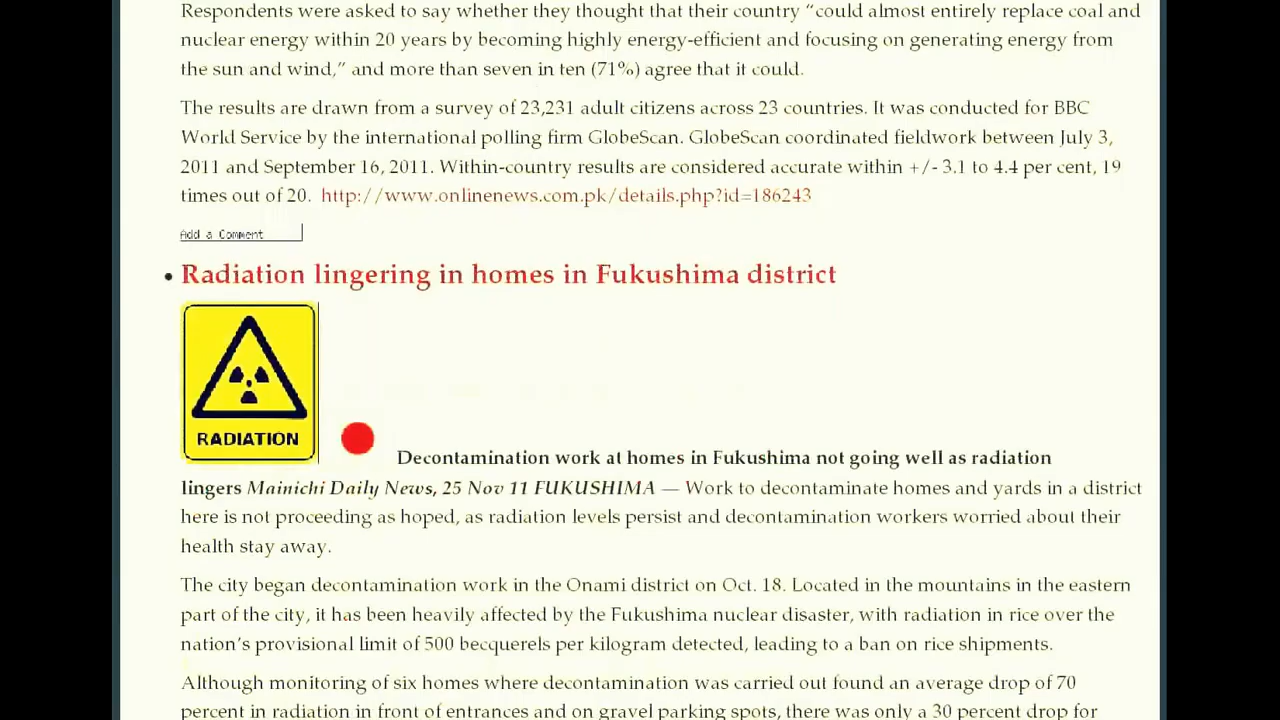 Respondents were asked to say whether they thought that their country “could almost entirely replace coal and
nuclear energy within 20 years by becoming highly energy-efficient and focusing on generating energy from
the sun and wind,” and more than seven in ten (71%) agree that it could.
The results are drawn from a survey of 23,231 adult citizens across 23 countries. It was conducted for BBC
World Service by the international polling firm GlobeScan. GlobeScan coordinated fieldwork between July 3,
2011 and September 16, 2011. Within-country results are considered accurate within +/- 3.1 to 4.4 per cent, 19
times out of 20.  http://www.onlinenews.com.pk/details.php?id=186243
Add a Comment
• Radiation lingering in homes in Fukushima district
RADIATION
Decontamination work at homes in Fukushima not going well as radiation
lingers Mainichi Daily News, 25 Nov 11 FUKUSHIMA — Work to decontaminate homes and yards in a district
here is not proceeding as hoped, as radiation levels persist and decontamination workers worried about their
health stay away.
The city began decontamination work in the Onami district on Oct. 18. Located in the mountains in the eastern
part of the city, it has been heavily affected by the Fukushima nuclear disaster, with radiation in rice over the
nation’s provisional limit of 500 becquerels per kilogram detected, leading to a ban on rice shipments.
Although monitoring of six homes where decontamination was carried out found an average drop of 70
percent in radiation in front of entrances and on gravel parking spots, there was only a 30 percent drop for